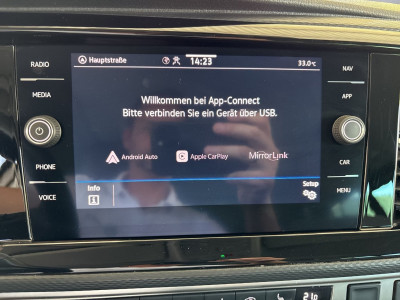 Hauptstraße 14:23 33.0°C
RADIO
NAV
MEDIA
APP
Willkommen bei App-Connect
Bitte verbinden Sie ein Gerät über USB.
Android Auto Apple CarPlay MirrorLink
PHONE
CAR
Info
Setup
VOICE
MENU